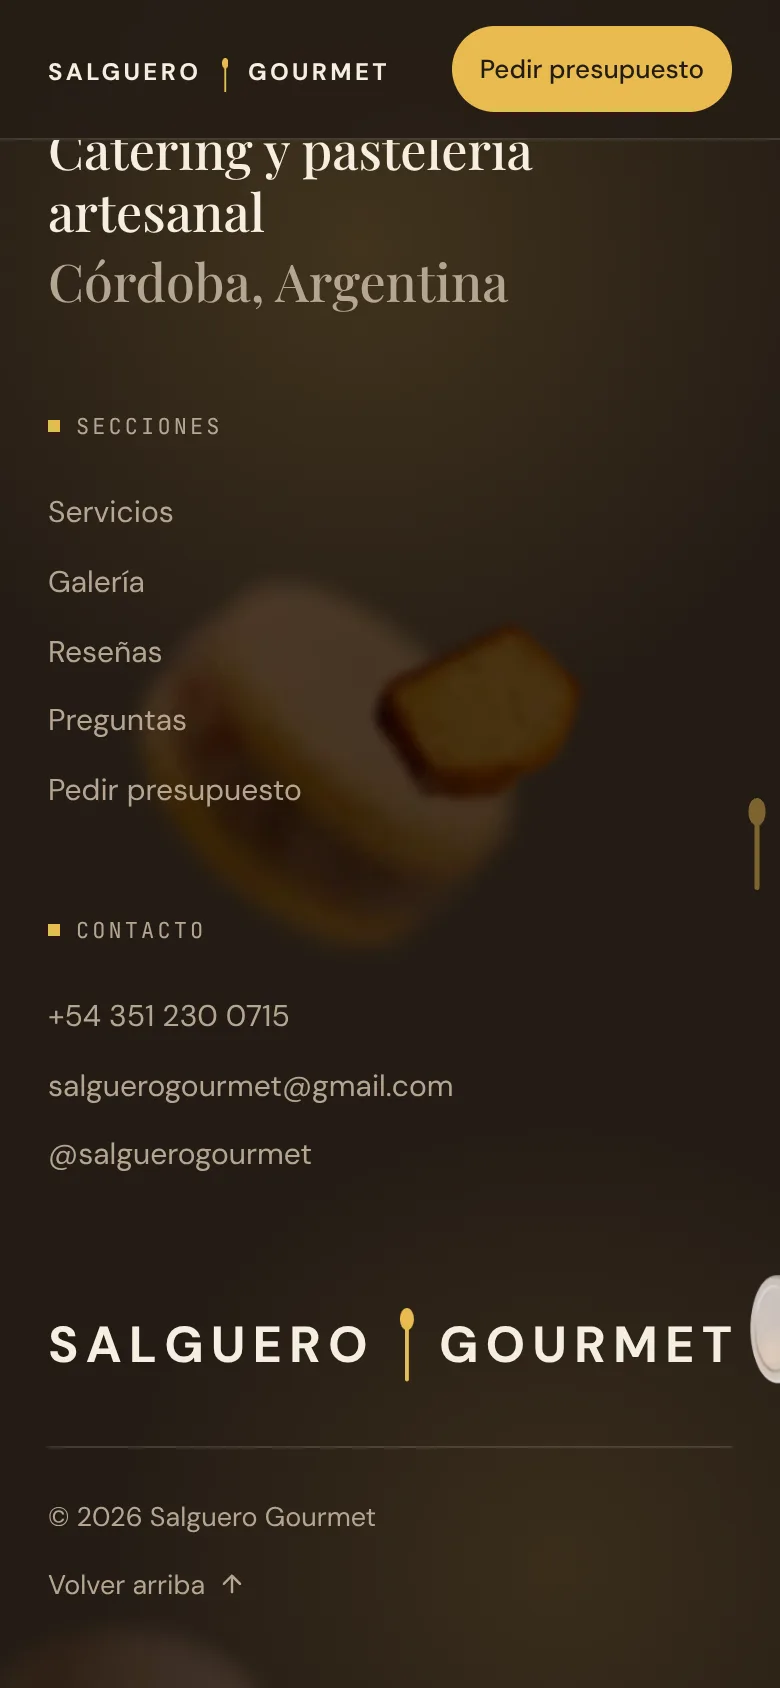 SALGUERO GOURMET
Pedir presupuesto
Catering y pastelería
artesanal
Córdoba, Argentina
SECCIONES
Servicios
Galería
Reseñas
Preguntas
Pedir presupuesto
CONTACTO
+54 351 230 0715
salguerogourmet@gmail.com
@salguerogourmet
SALGUERO GOURMET
© 2026 Salguero Gourmet
Volver arriba ↑